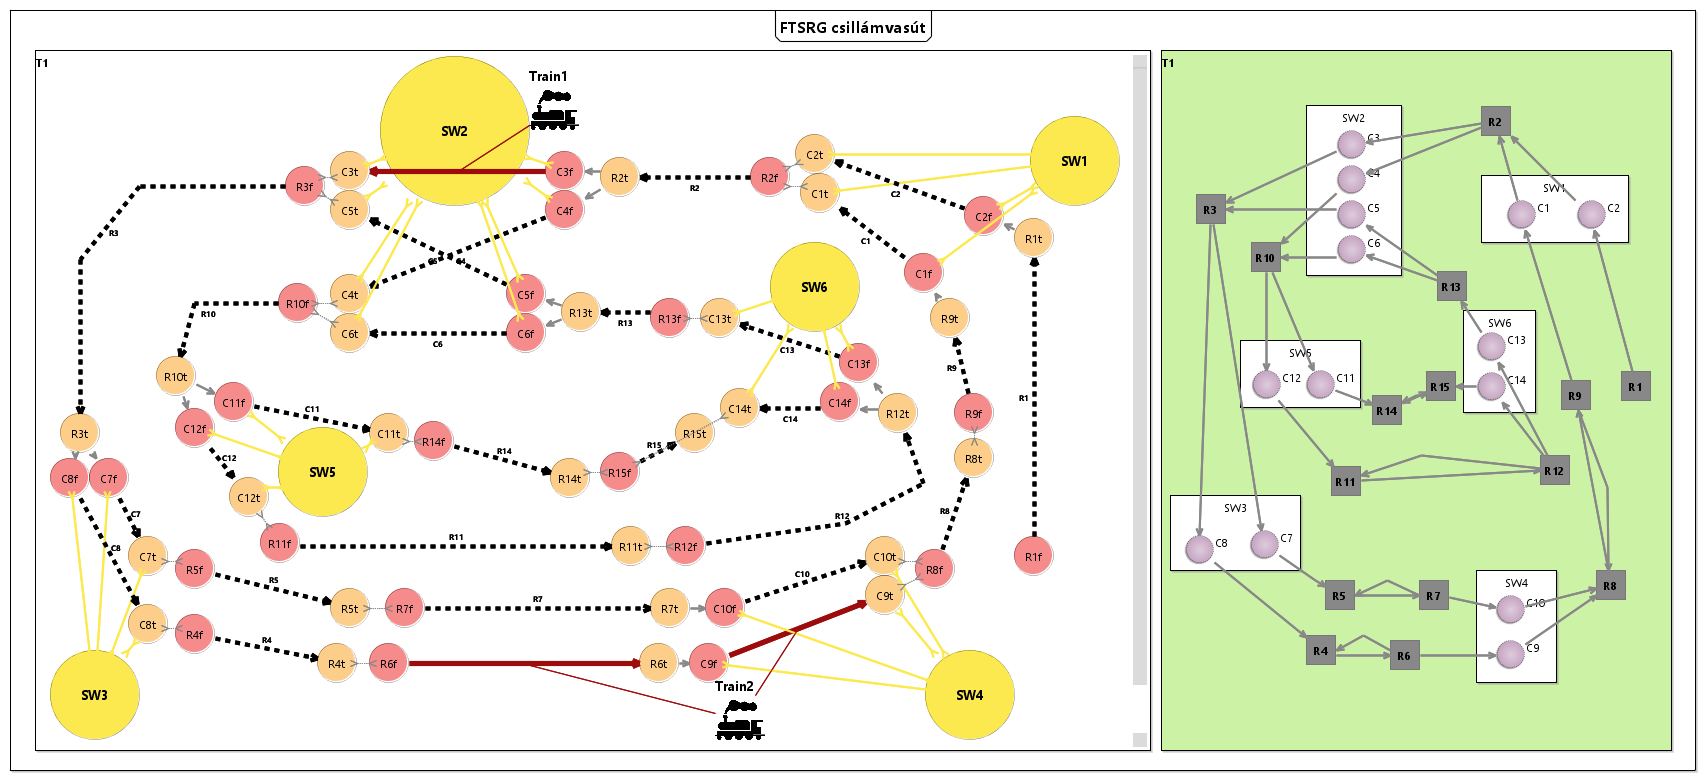 FTSRG csillámvasút
T1
Train1
SW2
SW1
C3t
C3f
R2t
R2f
C2t
C1t
R3f
C5t
C4f
R2
C2
C2f
R1t
C1
C1f
R3
SW6
C4t
R10f
C6t
C5f
C6f
R13t
R13f
C13t
R13
R10
C6
C13
C13f
R9t
R9
R10t
C11f
C12f
C11
C11t
R14f
C14t
C14
C14f
R12t
R9f
R1
R3t
C8f
C7f
C12
SW5
R14
R15
R15t
R14t
R15f
R8t
C12t
C7
C8
R11f
R11
R11t
R12f
R12
R8
C7t
R5f
R5
R5t
R7f
R7
R7t
C10f
C10
C10t
C9t
R8f
R1f
C8t
R4f
R4
R4t
R6f
R6t
C9f
SW3
Train2
SW4
T1
SW2
C3
C4
C5
C6
R2
SW1
C1
C2
R3
R10
R13
SW6
C13
C14
SW5
C12
C11
R15
R14
R9
R1
R11
R12
SW3
C8
C7
R5
R7
SW4
C10
C9
R8
R4
R6